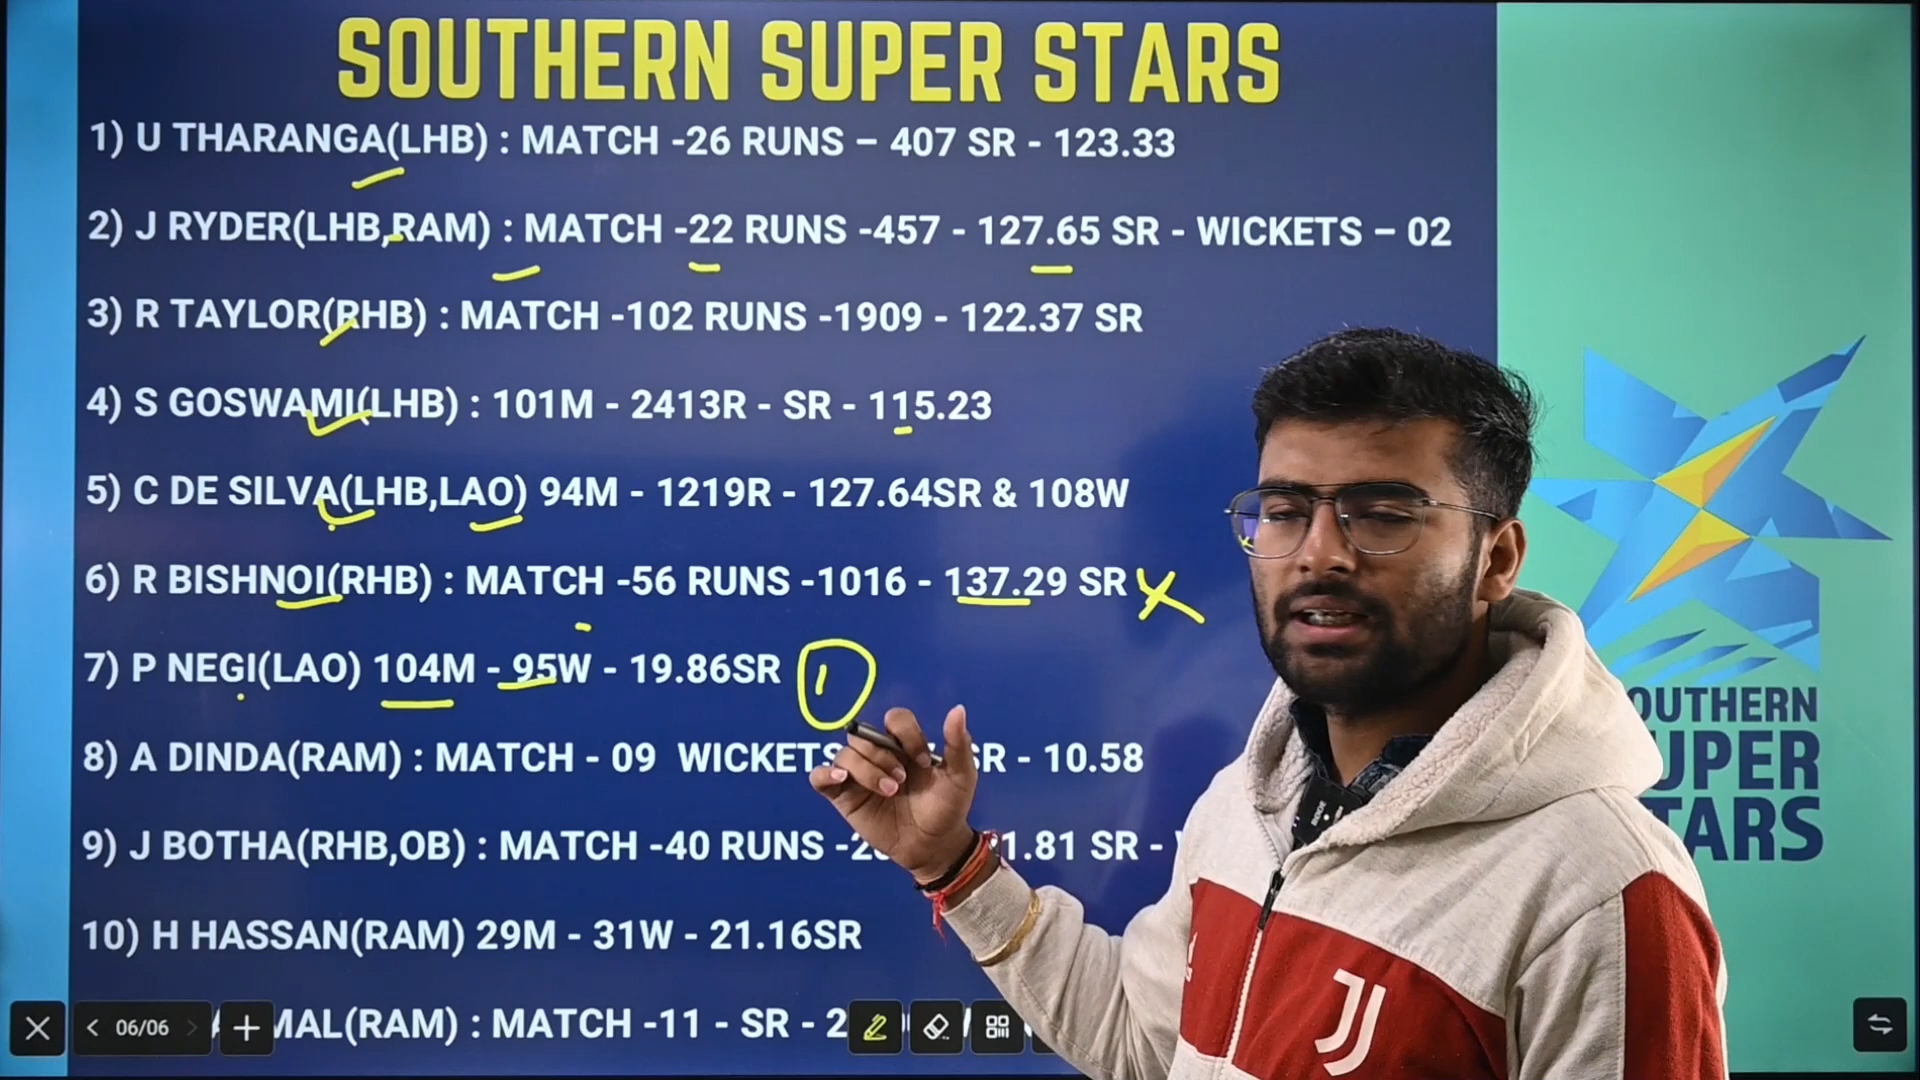 SOUTHERN SUPER STARS
1) U THARANGA(LHB) : MATCH -26 RUNS – 407 SR - 123.33
2) J RYDER(LHB,RAM) : MATCH -22 RUNS -457 - 127.65 SR - WICKETS – 02
3) R TAYLOR(RHB) : MATCH -102 RUNS -1909 - 122.37 SR
4) S GOSWAMI(LHB) : 101M - 2413R - SR - 115.23
5) C DE SILVA(LHB,LAO) 94M - 1219R - 127.64SR & 108W
6) R BISHNOI(RHB) : MATCH -56 RUNS -1016 - 137.29 SR
7) P NEGI(LAO) 104M - 95W - 19.86SR
8) A DINDA(RAM) : MATCH - 09 WICKETS SR - 10.58
9) J BOTHA(RHB,OB) : MATCH -40 RUNS 1.81 SR -
10) H HASSAN(RAM) 29M - 31W - 21.16SR
MAL(RAM) : MATCH -11 - SR - 2
06/06
OUTHERN
UPER
TARS